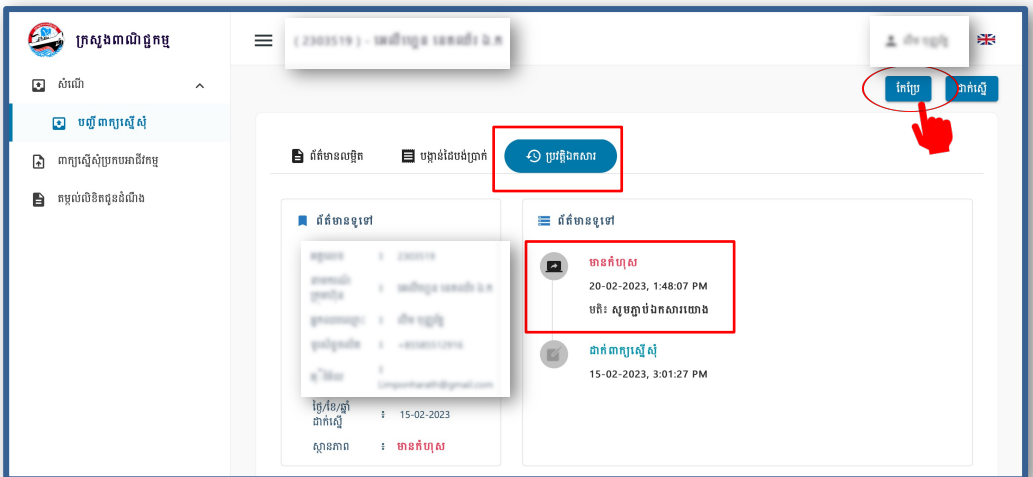 ក្រសួងពាណិជ្ជកម្ម
សំណើ
បញ្ជីពាក្យស្នើសុំ
ពាក្យស្នើសុំប្រកបអាជីវកម្ម
តម្កល់លិខិតជូនដំណឹង
កែប្រែ
ដាក់ស្នើ
ព័ត៌មានលម្អិត
បង្កាន់ដៃបង់ប្រាក់
ប្រវត្តិឯកសារ
ព័ត៌មានទូទៅ
ថ្ងៃ/ខែ/ឆ្នាំ
ដាក់ស្នើ
៖ 15-02-2023
ស្ថានភាព ៖ មានកំហុស
ព័ត៌មានទូទៅ
មានកំហុស
20-02-2023, 1:48:07 PM
មតិ៖ សូមភ្ជាប់ឯកសារយោង
ដាក់ពាក្យស្នើសុំ
15-02-2023, 3:01:27 PM